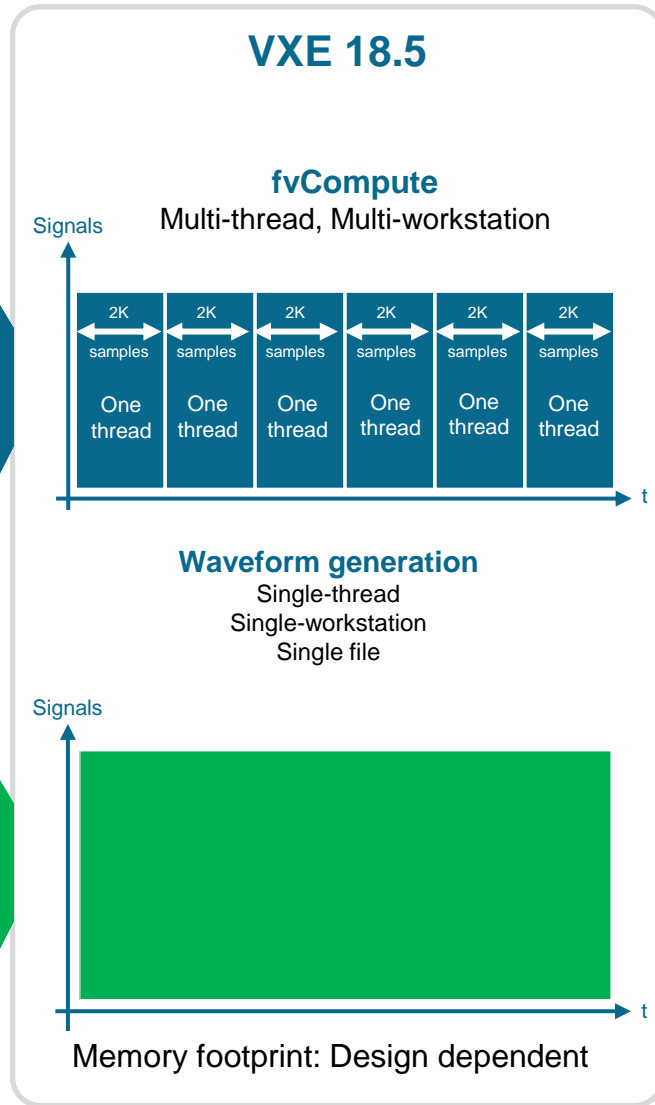 VXE 18.5
fvCompute
Multi-thread, Multi-workstation
Signals
2K 2K 2K 2K 2K 2K
samples samples samples samples samples samples
One One One One One One
thread thread thread thread thread thread
t
Waveform generation
Single-thread
Single-workstation
Single file
Signals
t
Memory footprint: Design dependent